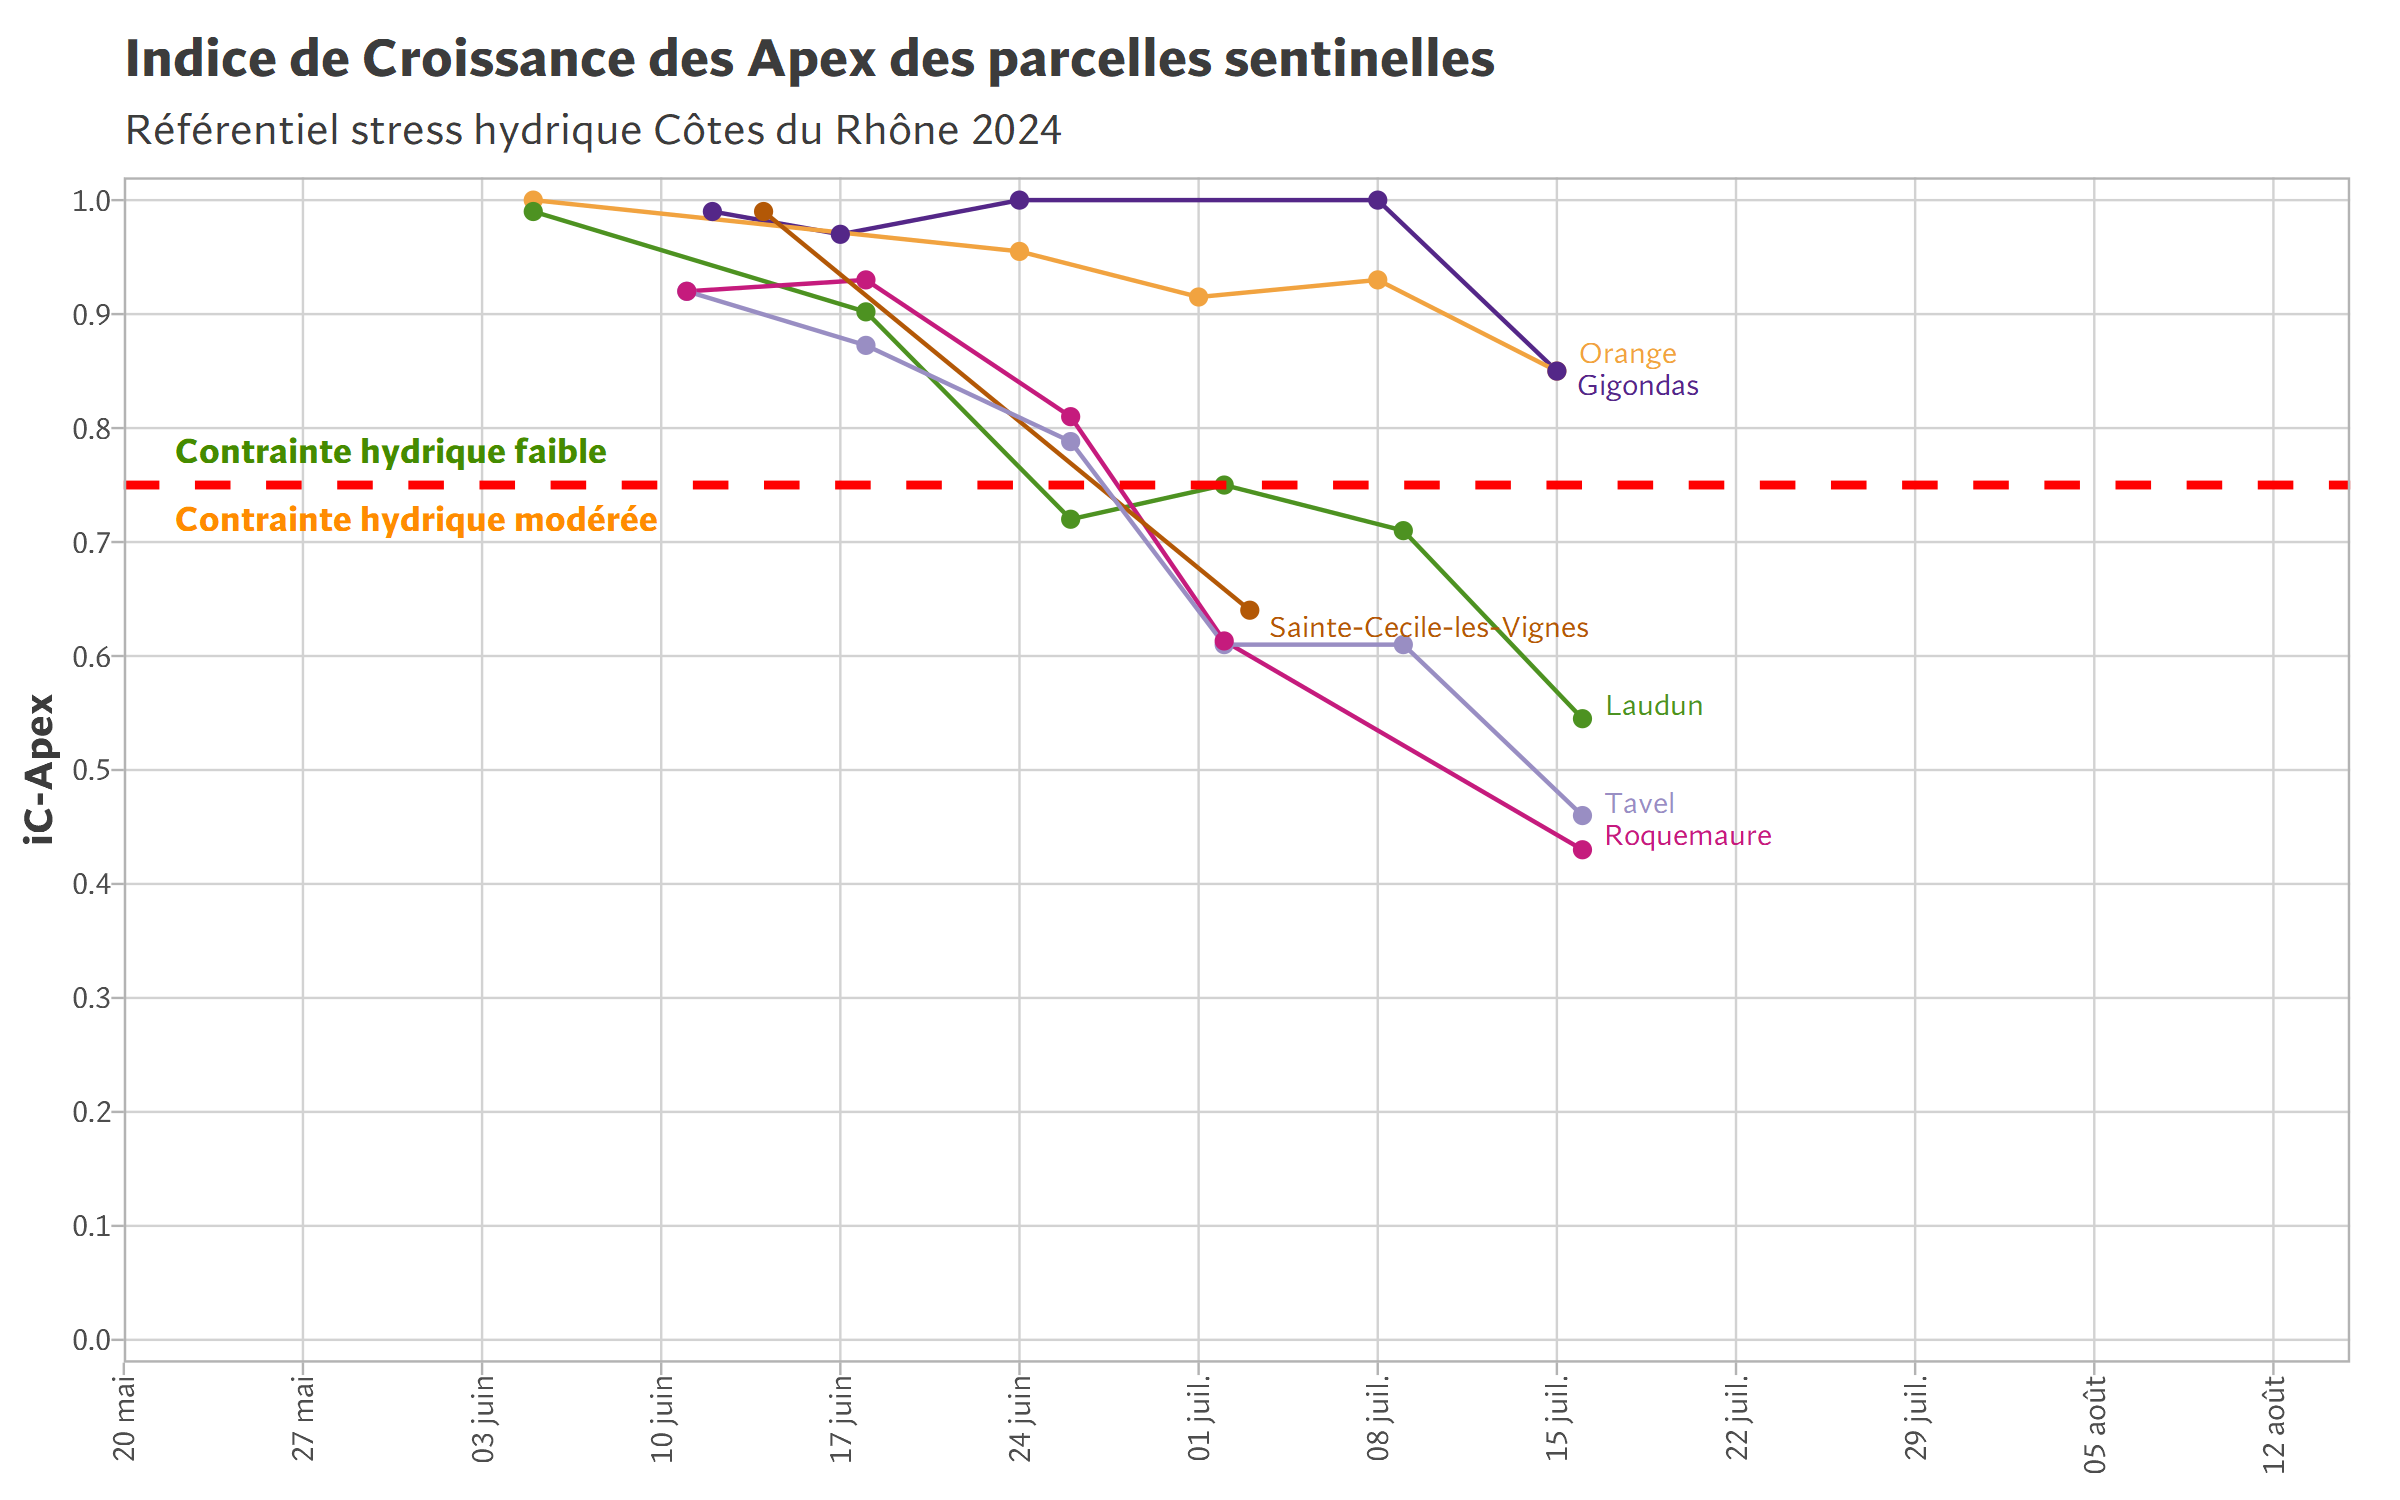 Indice de Croissance des Apex des parcelles sentinelles
Référentiel stress hydrique Côtes du Rhône 2024
iC-Apex
1.0
0.9
0.8
0.7
0.6
0.5
0.4
0.3
0.2
0.1
0.0
Contrainte hydrique faible
Contrainte hydrique modérée
Orange
Gigondas
Sainte-Cecile-les-Vignes
Laudun
Tavel
Roquemaure
20 mai
27 mai
03 juin
10 juin
17 juin
24 juin
01 juil.
08 juil.
15 juil.
22 juil.
29 juil.
05 août
12 août